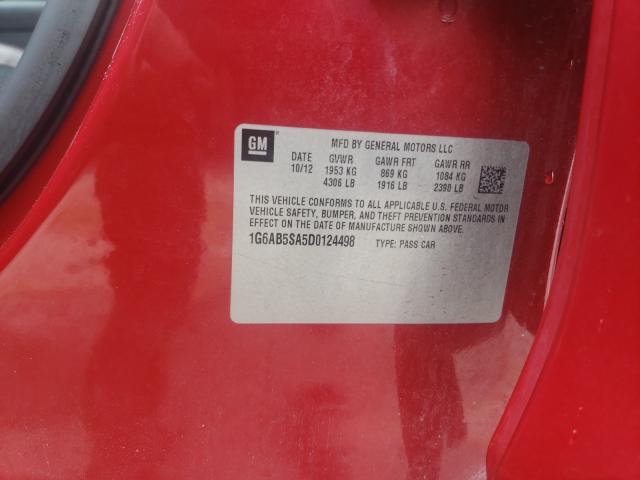 GM® MFD BY GENERAL MOTORS LLC
DATE GVWR GAWR FRT GAWR RR
10/12 1953 KG 869 KG 1084 KG
4306 LB 1916 LB 2390 LB
THIS VEHICLE CONFORMS TO ALL APPLICABLE U.S. FEDERAL MOTOR
VEHICLE SAFETY, BUMPER, AND THEFT PREVENTION STANDARDS IN
EFFECT ON THE DATE OF MANUFACTURE SHOWN ABOVE.
1G6AB5SA5D0124498 TYPE: PASS CAR